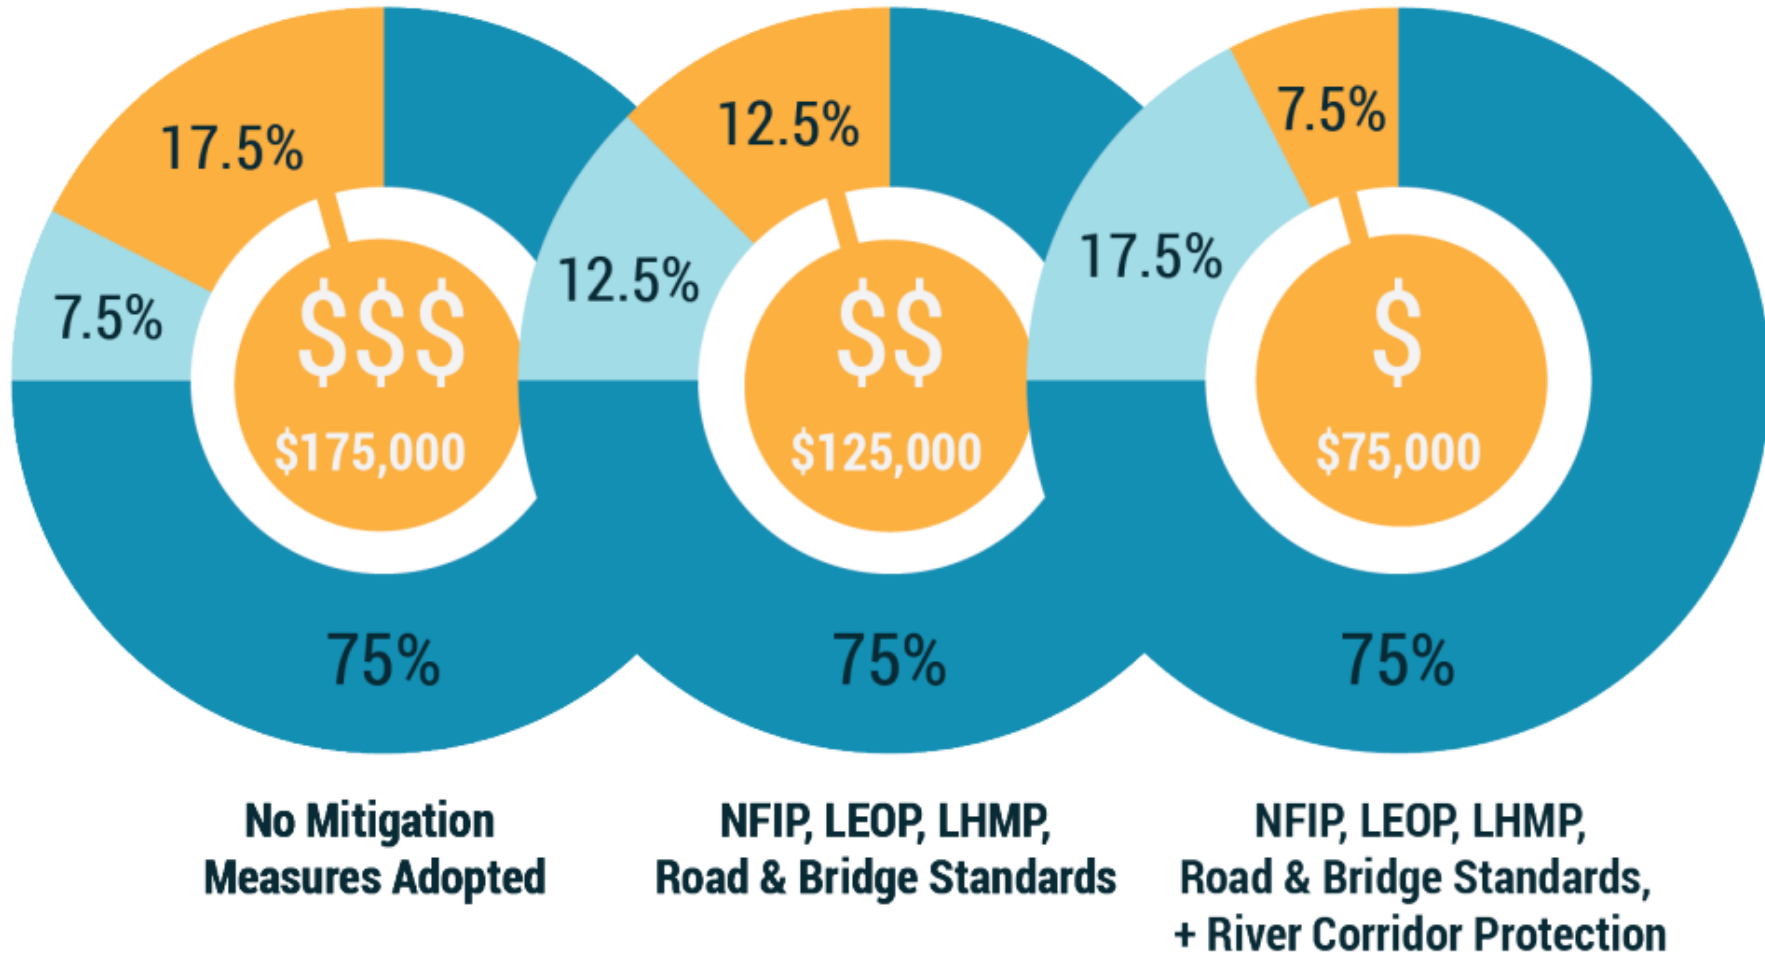 17.5%
7.5%
$$$
$175,000
75%
No Mitigation
Measures Adopted
12.5%
12.5%
$$
$125,000
75%
NFIP, LEOP, LHMP,
Road & Bridge Standards
7.5%
17.5%
$
$75,000
75%
NFIP, LEOP, LHMP,
Road & Bridge Standards,
+ River Corridor Protection